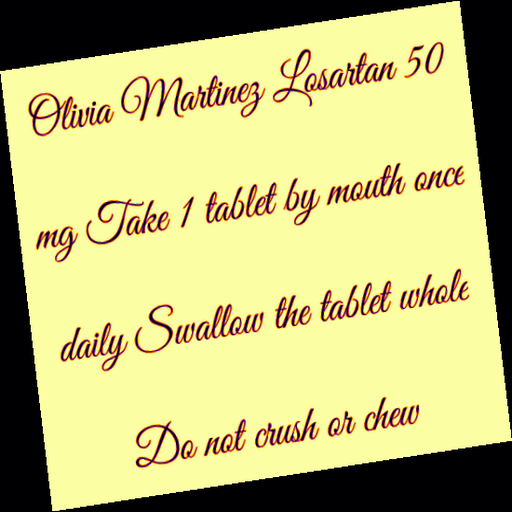 Olivia Martinez Losartan 50
mg Take 1 tablet by mouth once
daily Swallow the tablet whole
Do not crush or chew